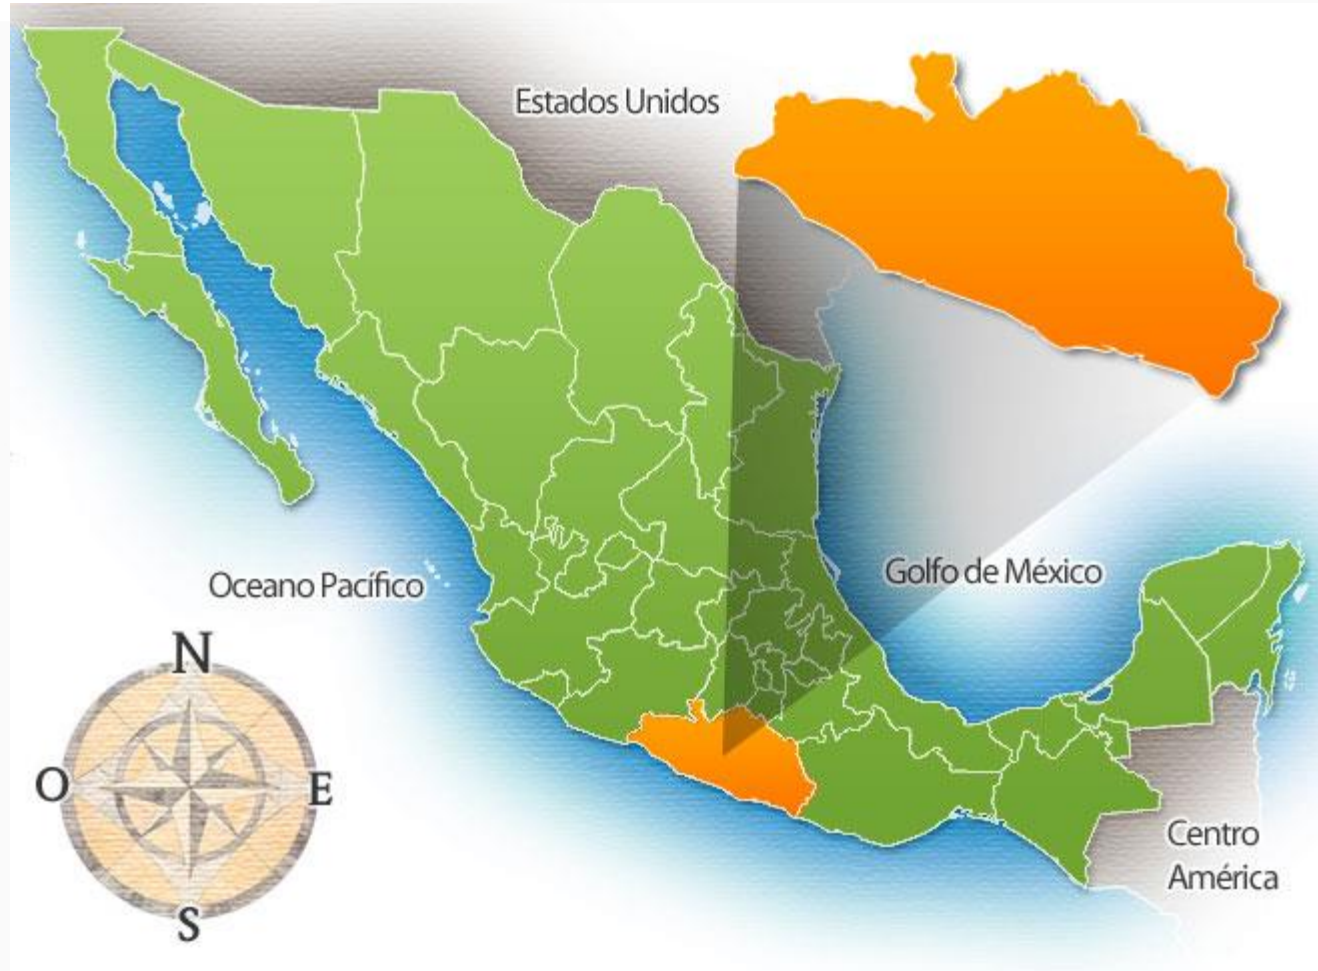 Estados Unidos
Golfo de México
Oceano Pacífico
N
O
E
S
Centro
América